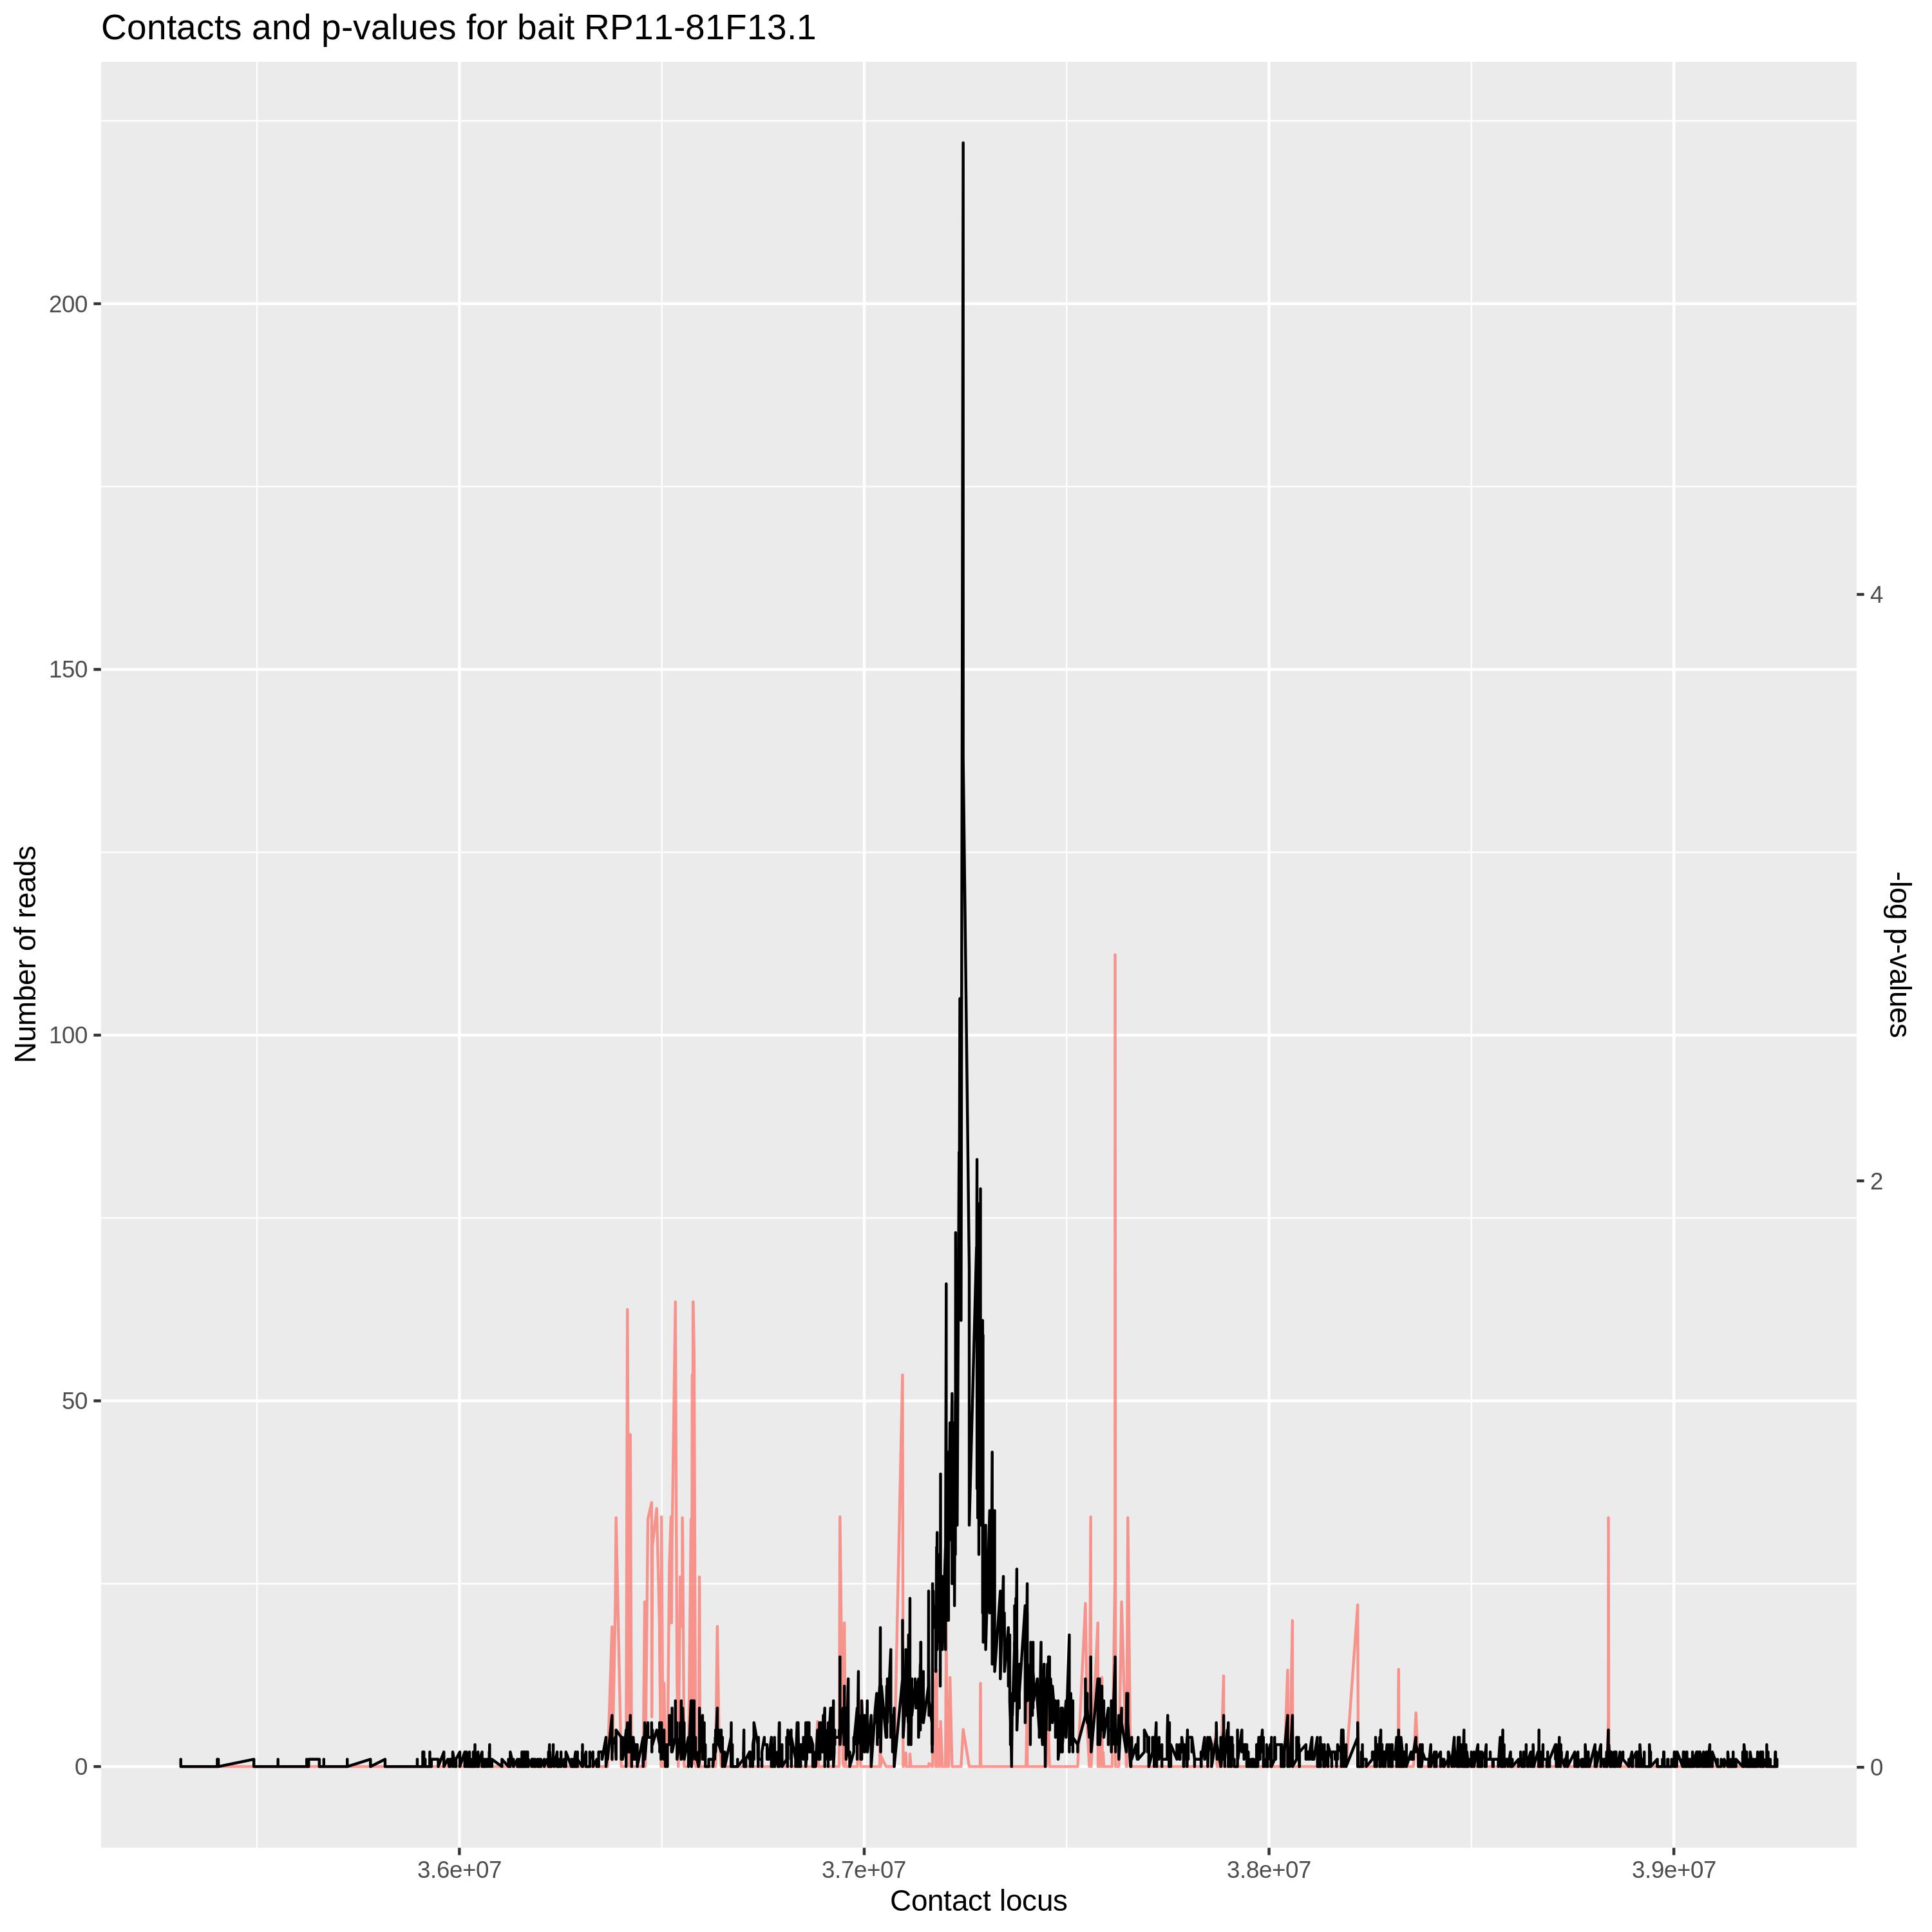 Contacts and p-values for bait RP11-81F13.1
200
150
100
50
0
Number of reads
4
2
0
-log p-values
3.6e+07
3.7e+07
3.8e+07
3.9e+07
Contact locus